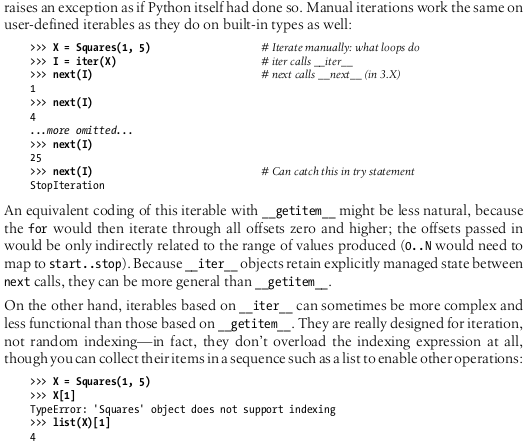 raises an exception as if Python itself had done so. Manual iterations work the same on
user-defined iterables as they do on built-in types as well:
>>> X = Squares(1, 5) # Iterate manually: what loops do
>>> I = iter(X) # iter calls __iter__
>>> next(I) # next calls __next__ (in 3.X)
1
>>> next(I)
4
...more omitted...
>>> next(I)
25
>>> next(I) # Can catch this in try statement
StopIteration
An equivalent coding of this iterable with __getitem__ might be less natural, because
the for would then iterate through all offsets zero and higher; the offsets passed in
would be only indirectly related to the range of values produced (0..N would need to
map to start..stop). Because __iter__ objects retain explicitly managed state between
next calls, they can be more general than __getitem__.
On the other hand, iterables based on __iter__ can sometimes be more complex and
less functional than those based on __getitem__. They are really designed for iteration,
not random indexing—in fact, they don't overload the indexing expression at all,
though you can collect their items in a sequence such as a list to enable other operations:
>>> X = Squares(1, 5)
>>> X[1]
TypeError: 'Squares' object does not support indexing
>>> list(X)[1]
4